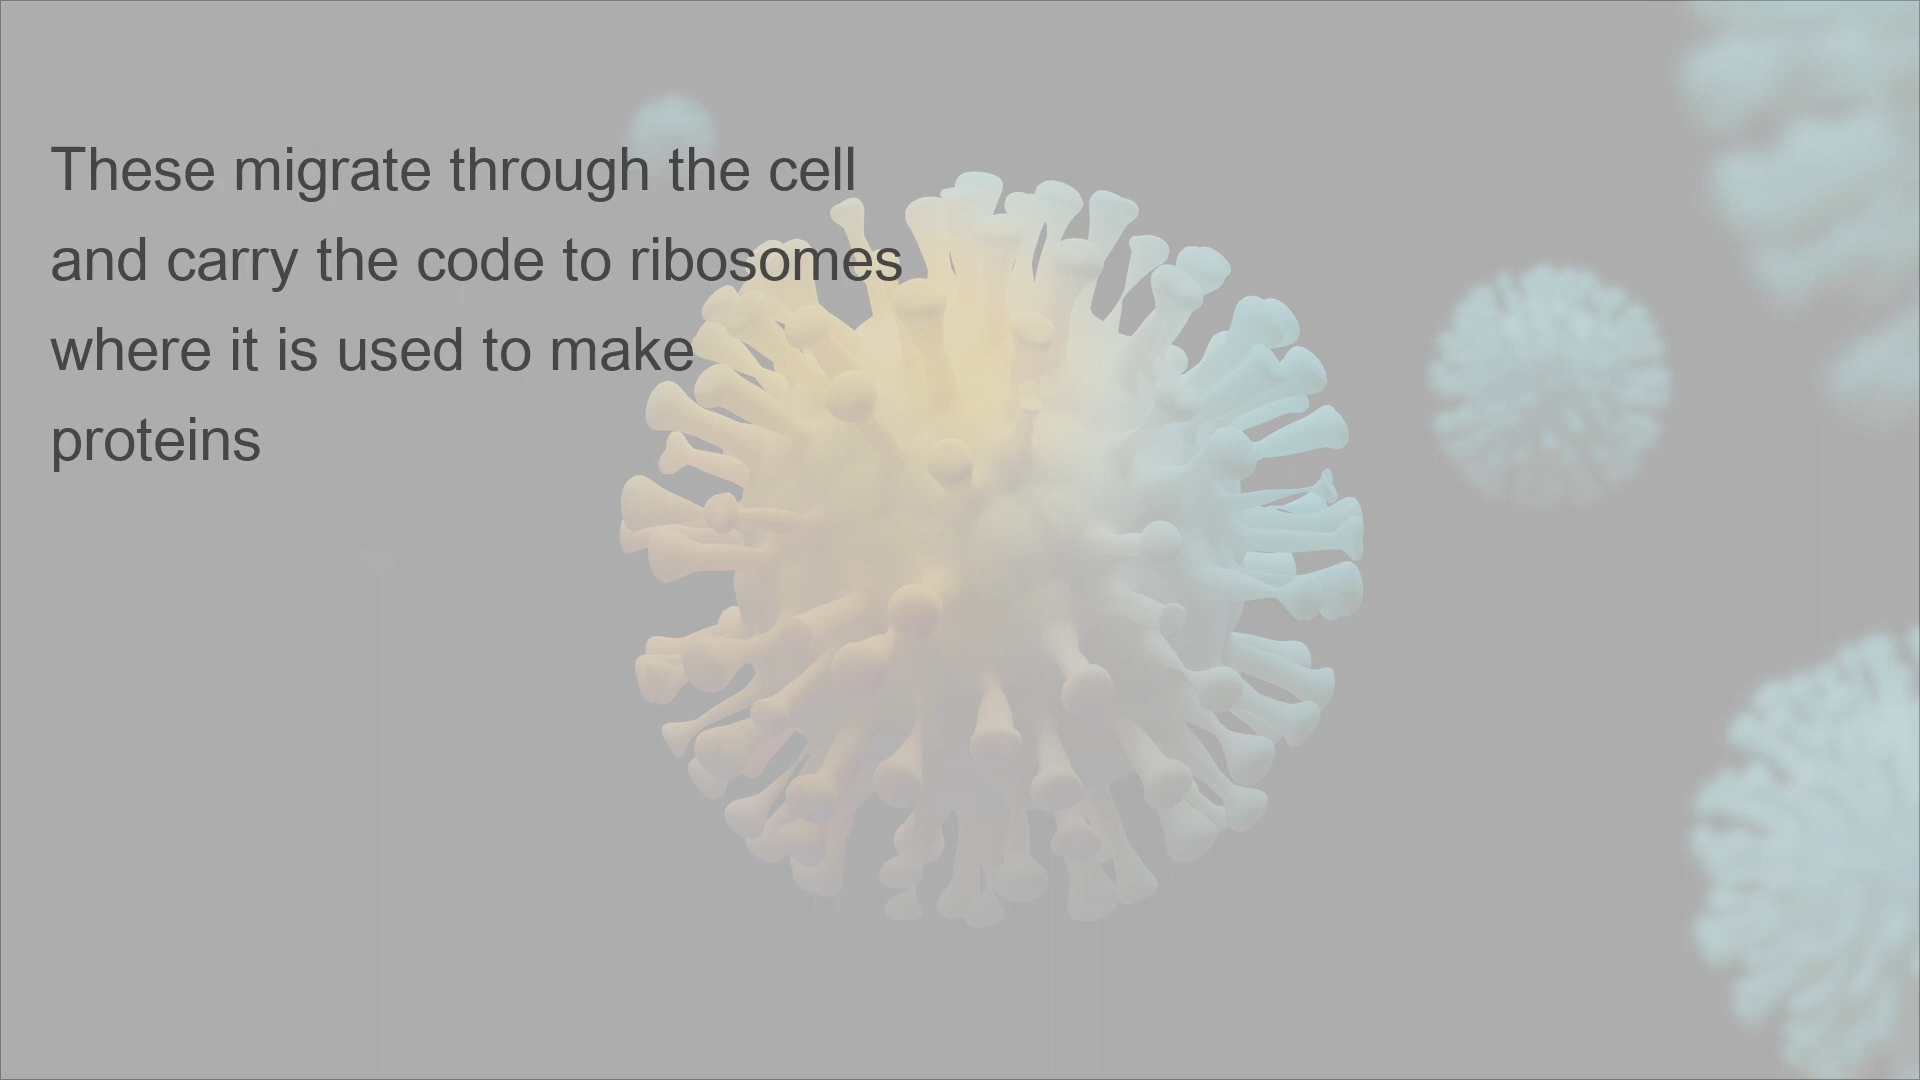 These migrate through the cell
and carry the code to ribosomes
where it is used to make
proteins